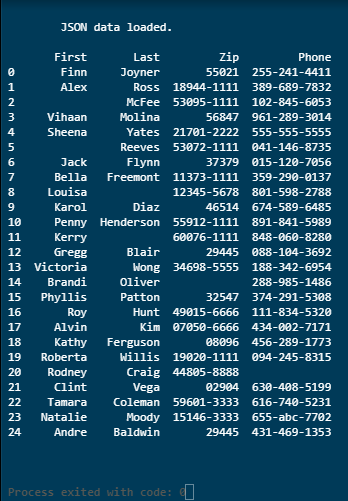 JSON data loaded.
First Last Zip Phone
0 Finn Joyner 55021 255-241-4411
1 Alex Ross 18944-1111 389-689-7832
2 McFee 53095-1111 102-845-6053
3 Vihaan Molina 56847 961-289-3014
4 Sheena Yates 21701-2222 555-555-5555
5 Reeves 53072-1111 041-146-8735
6 Jack Flynn 37379 015-120-7056
7 Bella Freemont 11373-1111 359-290-0137
8 Louisa 12345-5678 801-598-2788
9 Karol Diaz 46514 674-589-6485
10 Penny Henderson 55912-1111 891-841-5989
11 Kerry 60076-1111 848-060-8280
12 Gregg Blair 29445 088-104-3692
13 Victoria Wong 34698-5555 188-342-6954
14 Brandi Oliver 288-985-1486
15 Phyllis Patton 32547 374-291-5308
16 Roy Hunt 49015-6666 111-834-5320
17 Alvin Kim 07050-6666 434-002-7171
18 Kathy Ferguson 08096 456-289-1773
19 Roberta Willis 19020-1111 094-245-8315
20 Rodney Craig 44805-8888
21 Clint Vega 02904 630-408-5199
22 Tamara Coleman 59601-3333 616-740-5231
23 Natalie Moody 15146-3333 655-abc-7702
24 Andre Baldwin 29445 431-469-1353
Process exited with code: 0